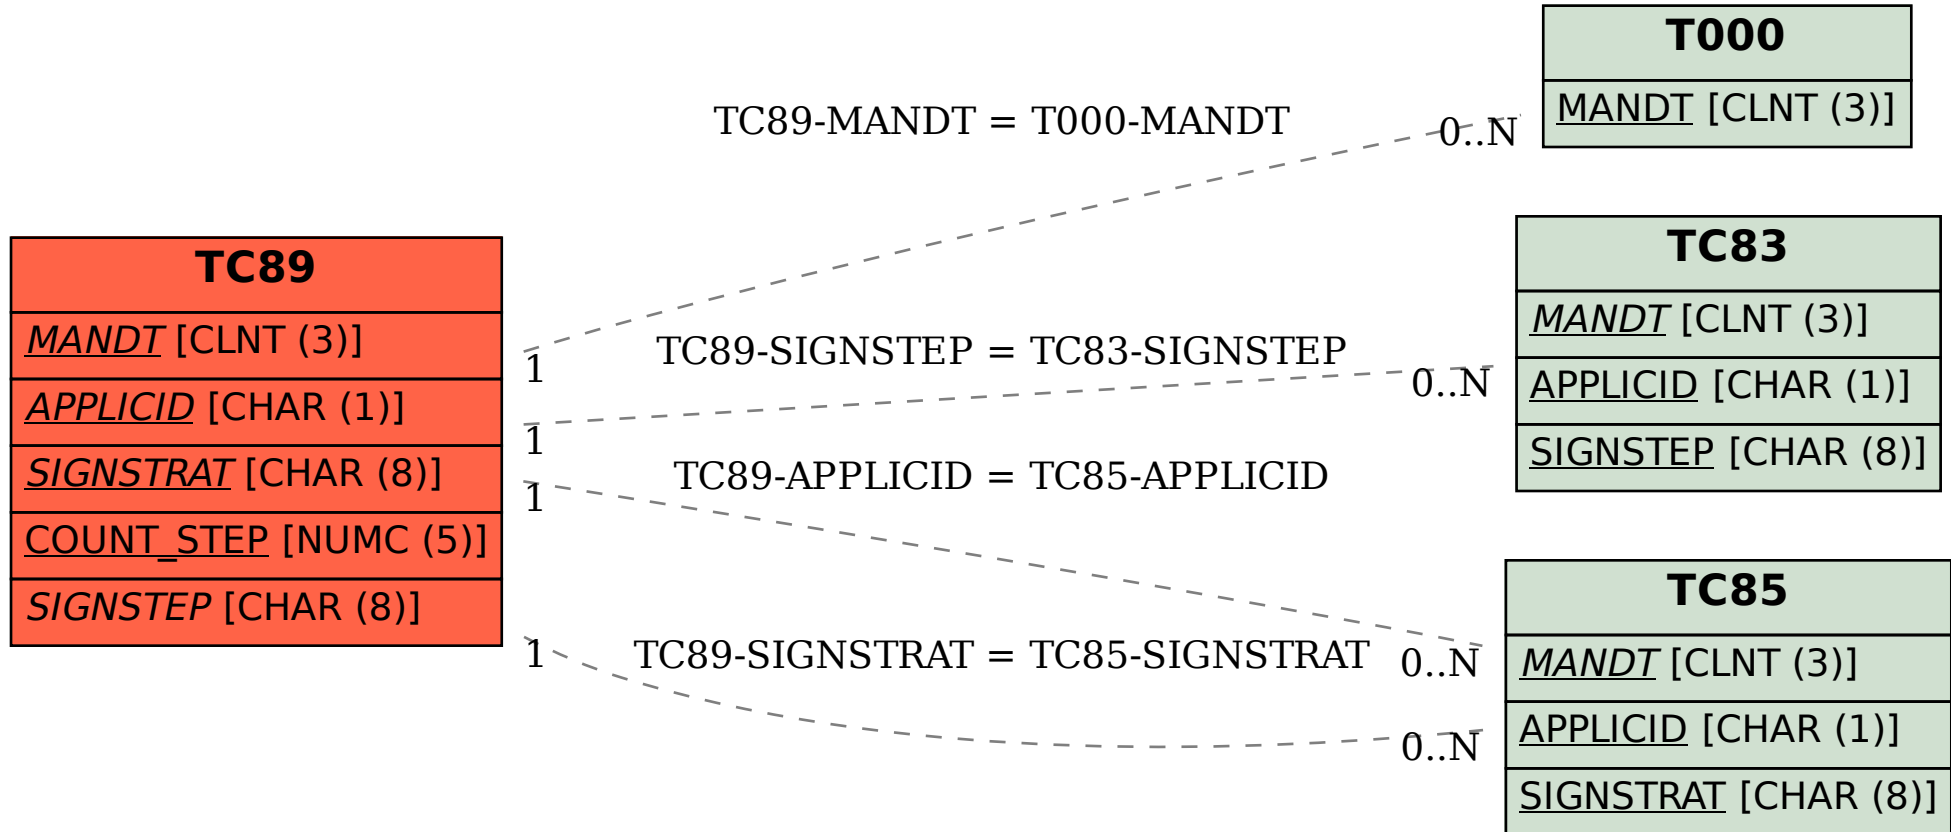 TC89
MANDT [CLNT (3)]
APPLICID [CHAR (1)]
SIGNSTRAT [CHAR (8)]
COUNT_STEP [NUMC (5)]
SIGNSTEP [CHAR (8)]
TC89-MANDT = T000-MANDT
1
0..N
TC89-SIGNSTEP = TC83-SIGNSTEP
1
0..N
TC89-APPLICID = TC85-APPLICID
1
0..N
TC89-SIGNSTRAT = TC85-SIGNSTRAT
1
0..N
T000
MANDT [CLNT (3)]
TC83
MANDT [CLNT (3)]
APPLICID [CHAR (1)]
SIGNSTEP [CHAR (8)]
TC85
MANDT [CLNT (3)]
APPLICID [CHAR (1)]
SIGNSTRAT [CHAR (8)]